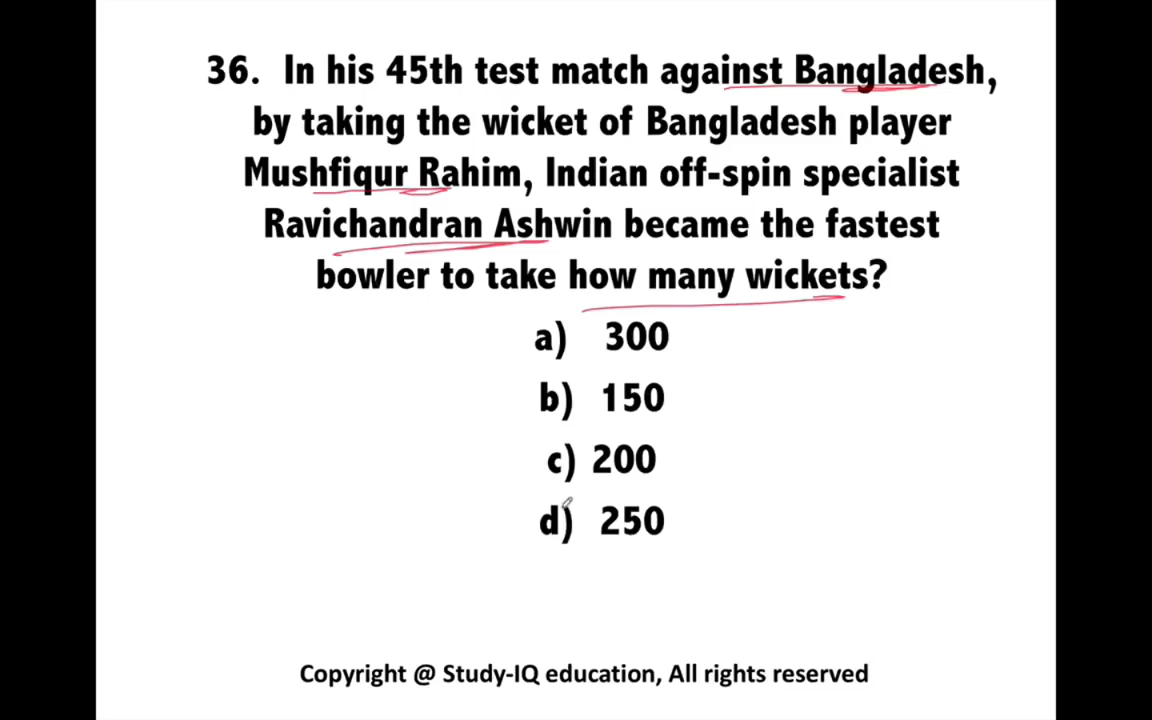 36. In his 45th test match against Bangladesh,
by taking the wicket of Bangladesh player
Mushfiqur Rahim, Indian off-spin specialist
Ravichandran Ashwin became the fastest
bowler to take how many wickets?
a) 300
b) 150
c) 200
d) 250
Copyright @ Study-IQ education, All rights reserved